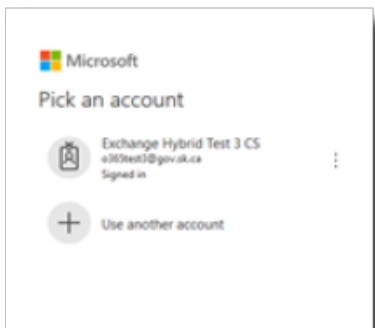 Microsoft
Pick an account
Exchange Hybrid Test 3 CS
o365test3@gov.sk.ca
Signed in
Use another account